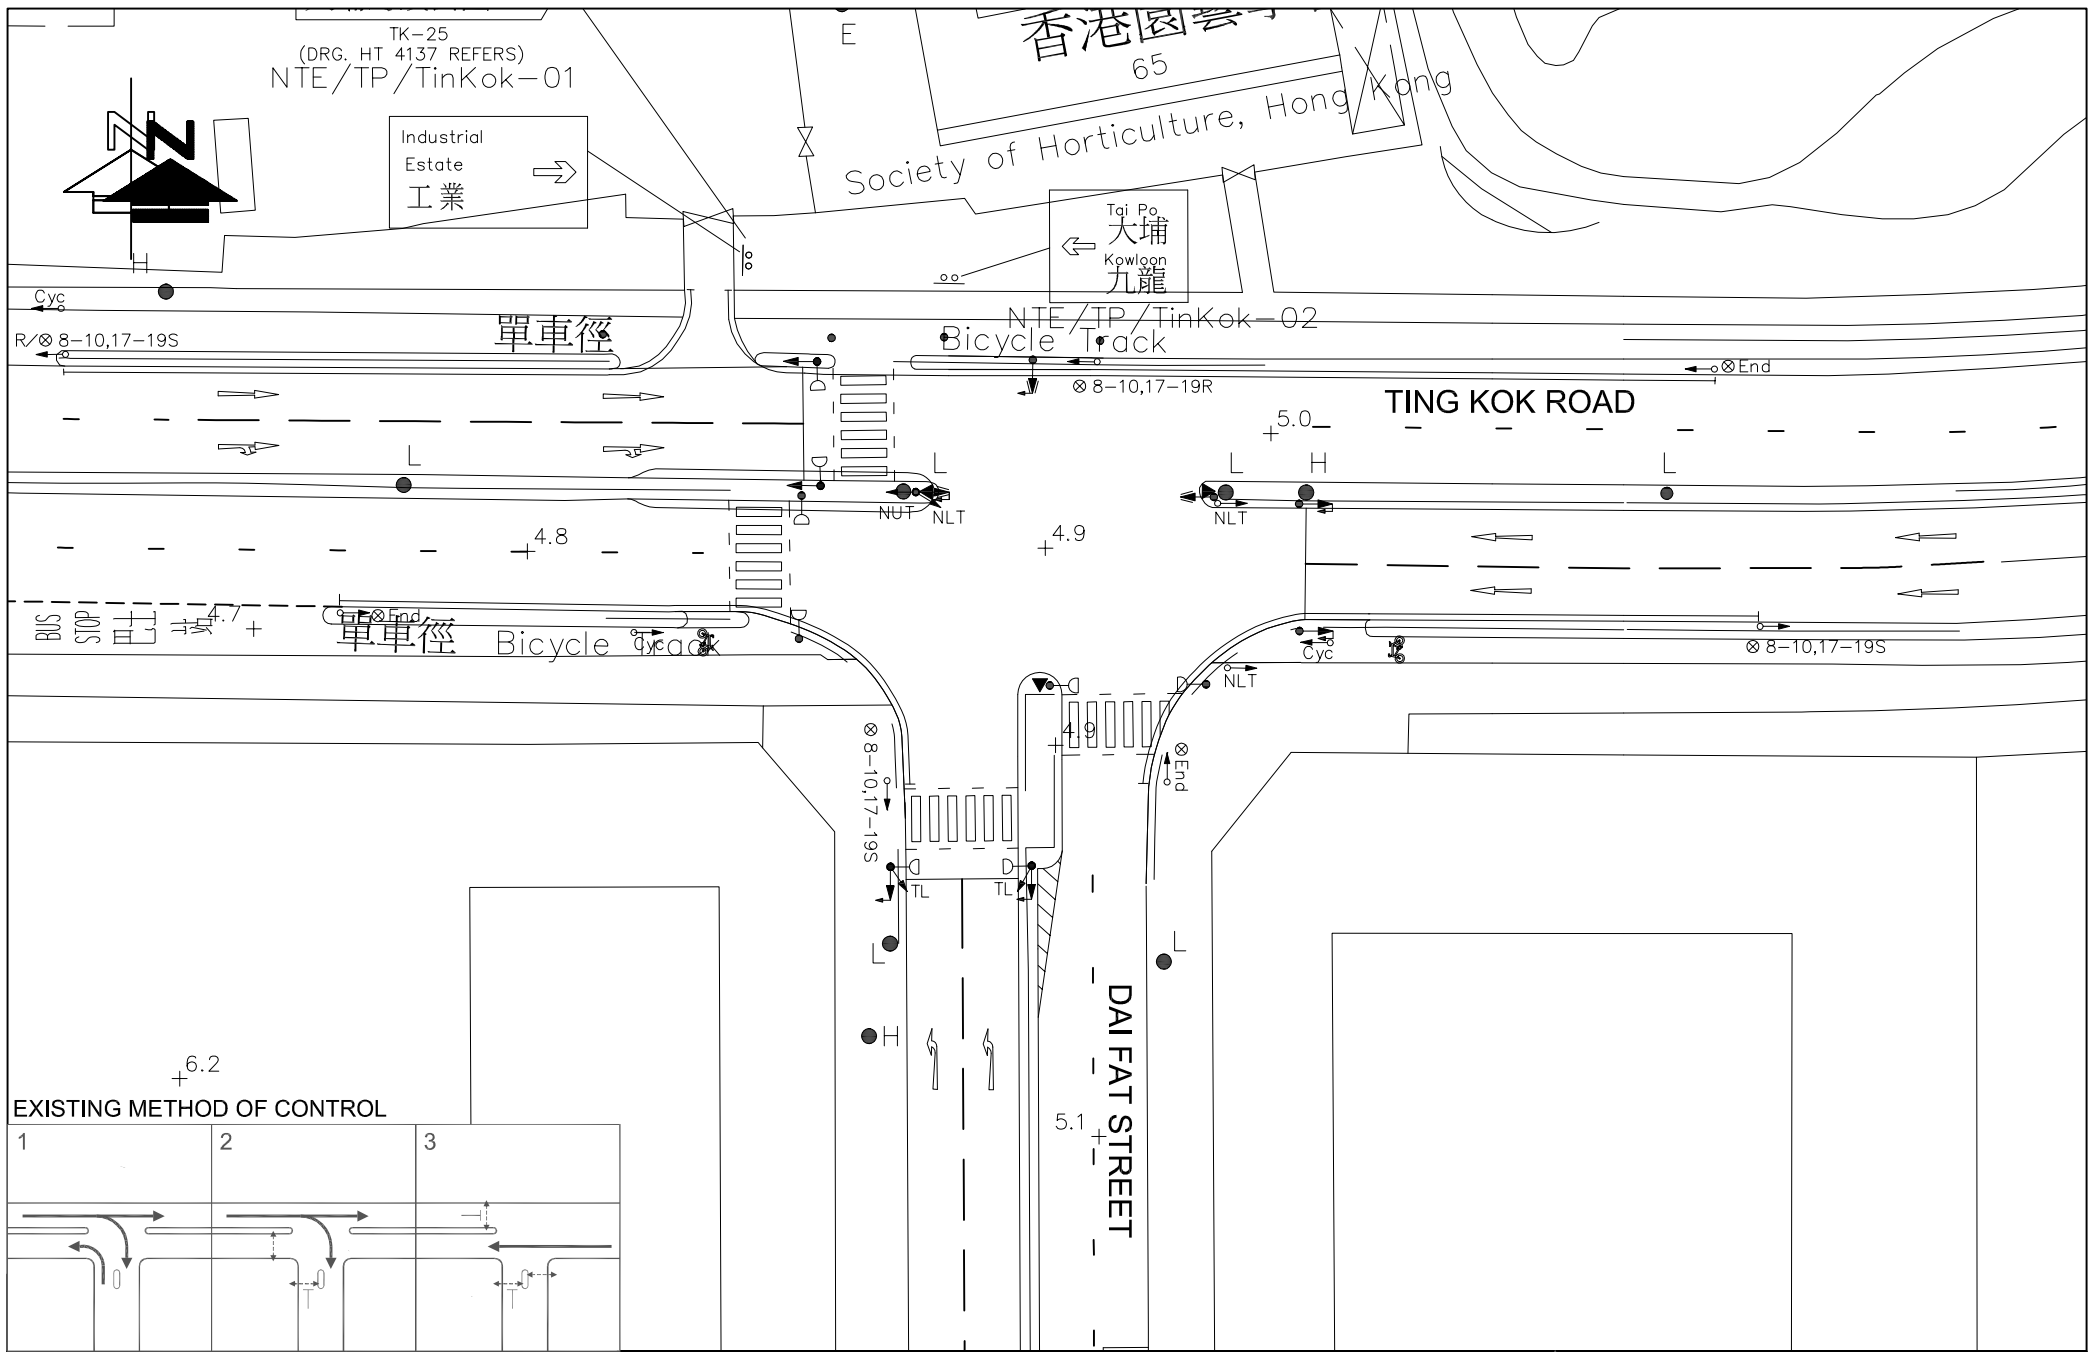 TK-25
(DRG. HT 4137 REFERS)
NTE/TP/TinKok-01
E
香港園藝學
65
Society of Horticulture, Hong Kong
N
Industrial
Estate
工業
Tai Po
大埔
Kowloon
九龍
NTE/TP/TinKok-02
H
Cyc
R/⊗ 8-10,17-19S
單車徑
Bicycle Track
⊗ 8-10,17-19R
⊗ End
TING KOK ROAD
5.0
L
L
L
H
L
NUT
NLT
NLT
4.8
4.9
BUS
STOP
巴士
站
4.7
⊗ End
單車徑
Bicycle Track
Cyc
Cyc
NLT
⊗ 8-10,17-19S
4.9
⊗ 8-10,17-19S
⊗ End
TL
TL
L
L
H
DAI FAT STREET
5.1
6.2
EXISTING METHOD OF CONTROL
1
2
3